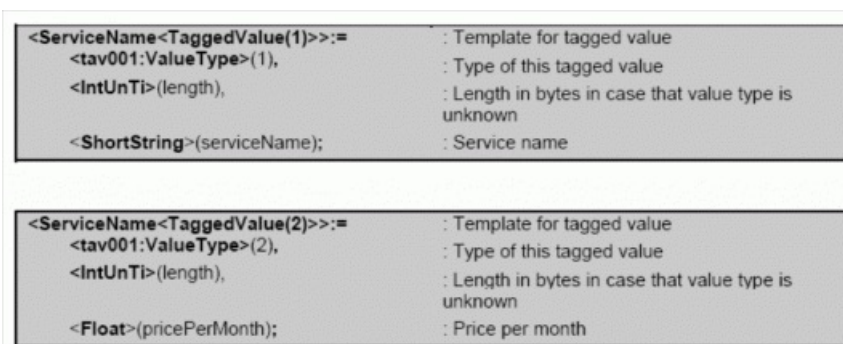 <ServiceName<TaggedValue(1)>>:= : Template for tagged value
<tav001:ValueType>(1), : Type of this tagged value
<IntUnTi>(length), : Length in bytes in case that value type is
unknown
<ShortString>(serviceName); : Service name
<ServiceName<TaggedValue(2)>>:= : Template for tagged value
<tav001:ValueType>(2), : Type of this tagged value
<IntUnTi>(length), : Length in bytes in case that value type is
unknown
<Float>(pricePerMonth); : Price per month